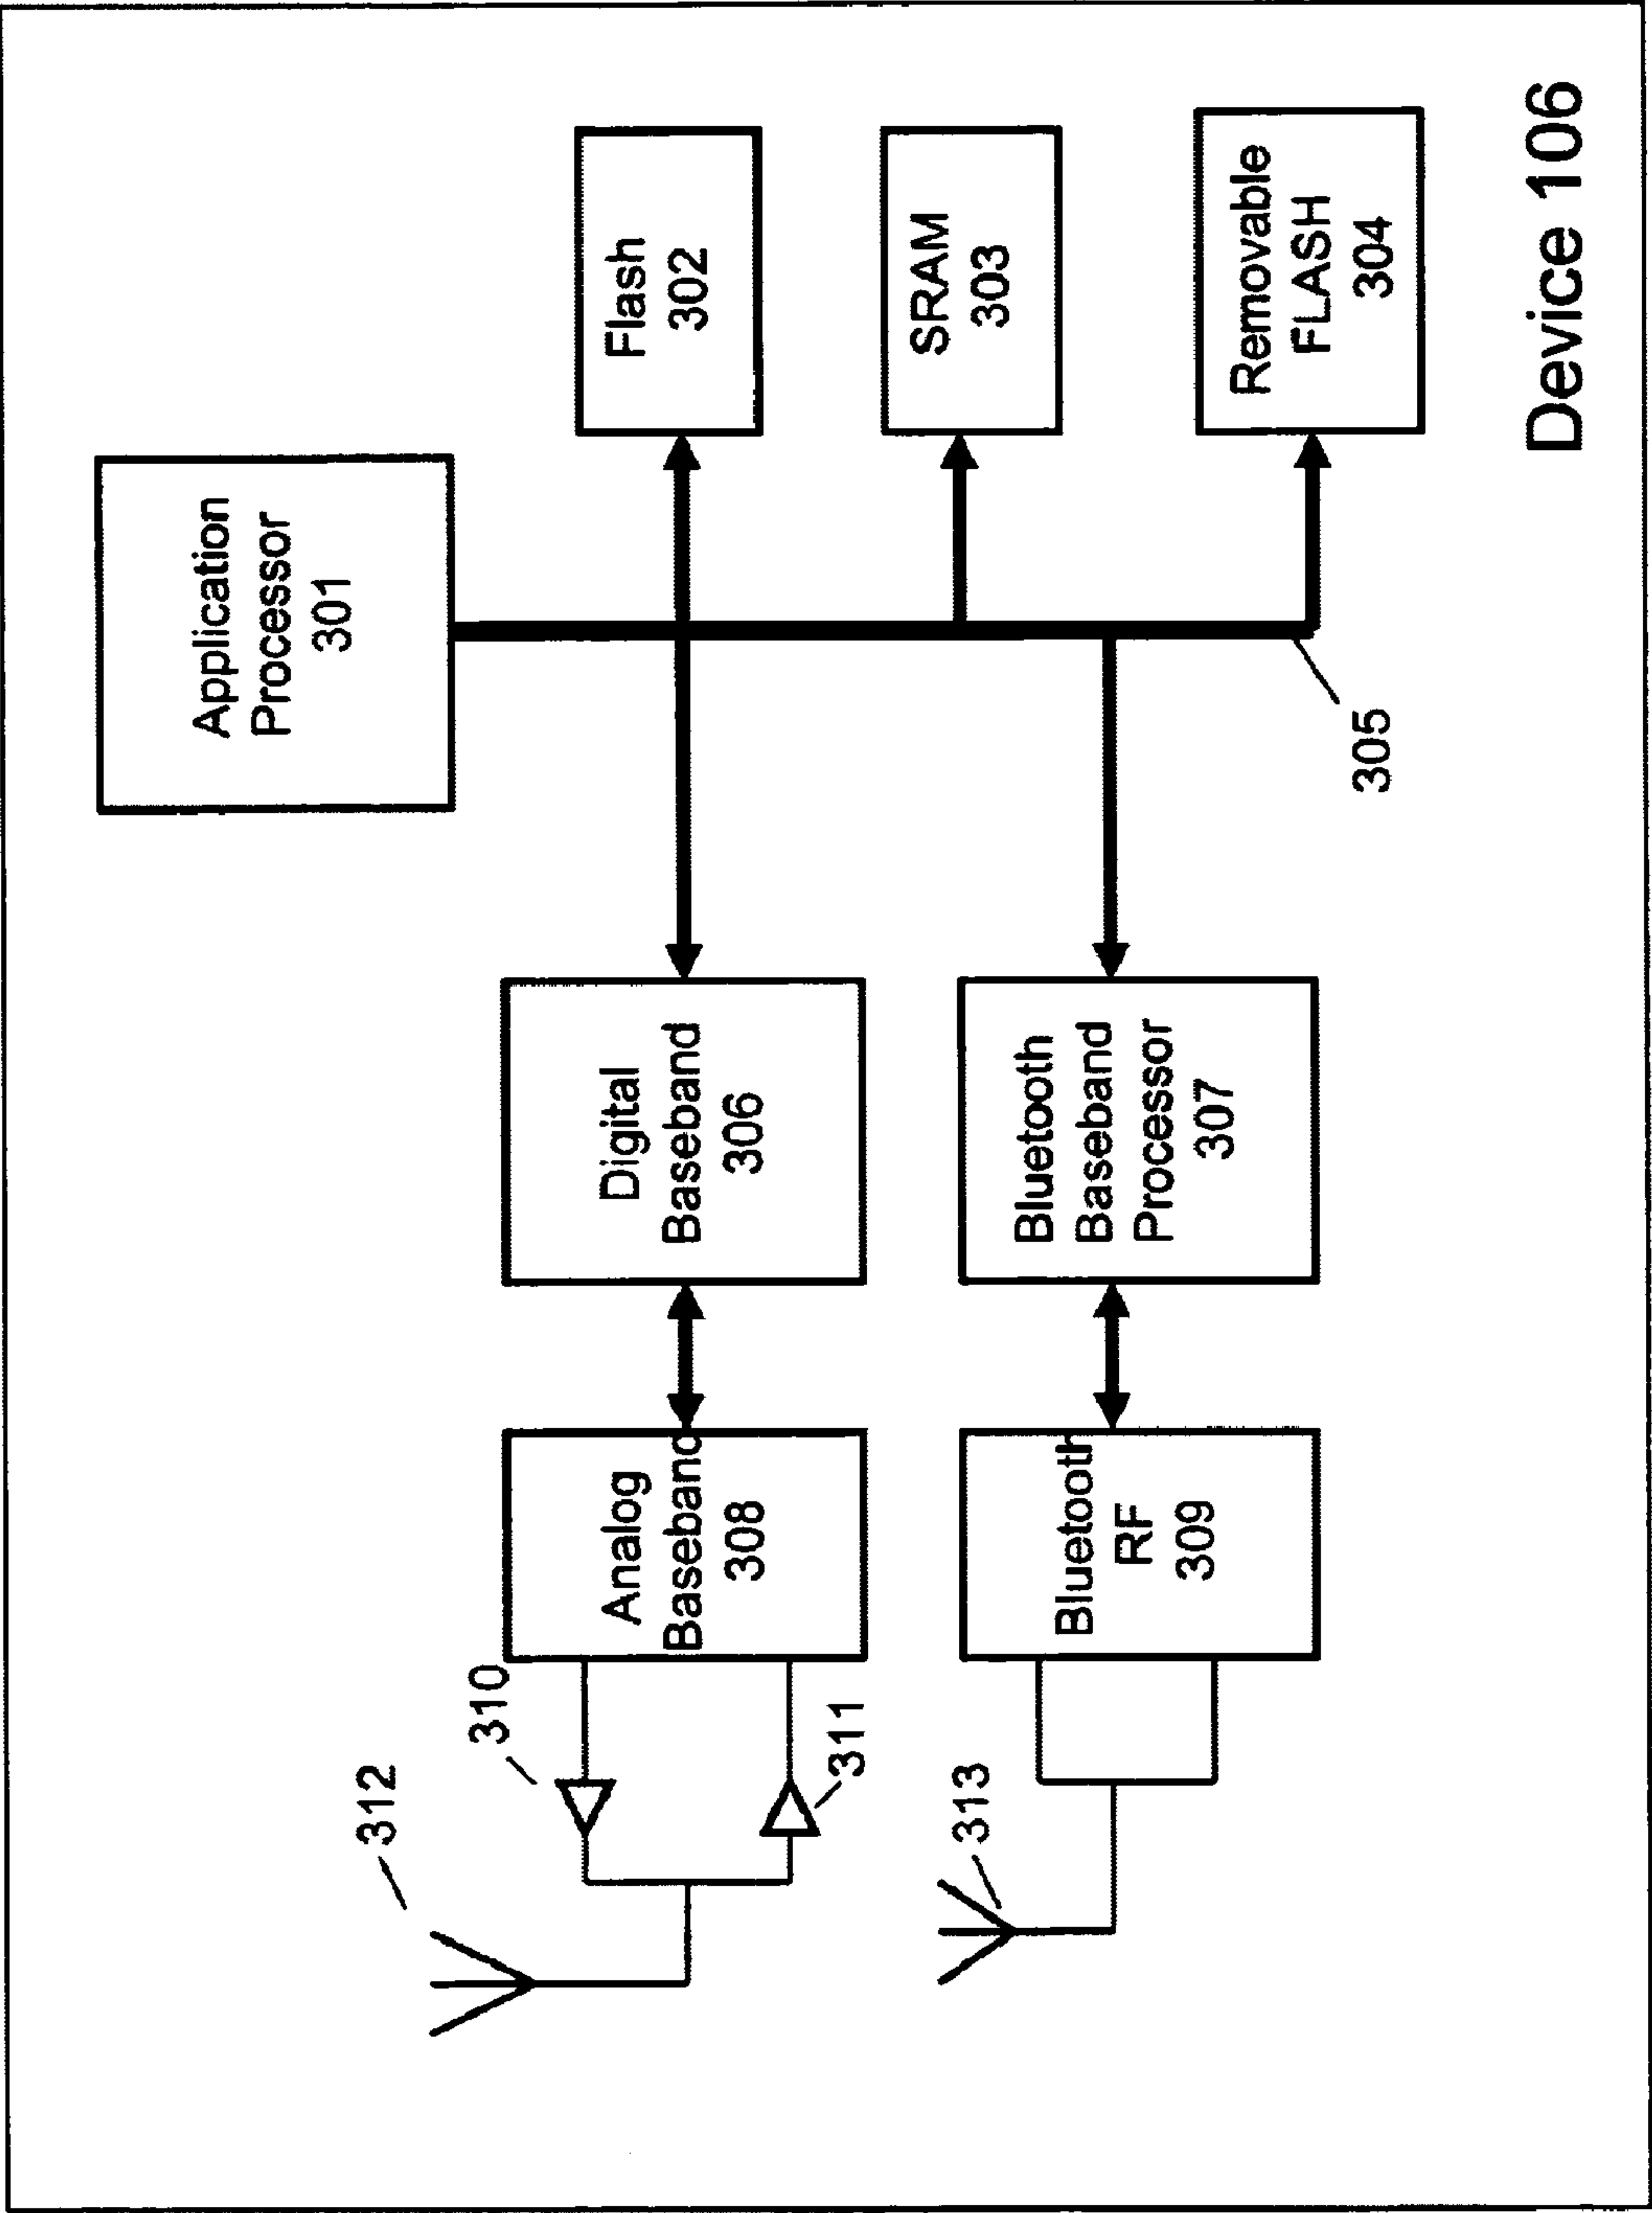 Application
Processor
301
Flash
302
SRAM
303
Removable
FLASH
304
305
Digital
Baseband
306
Bluetooth
Baseband
Processor
307
Analog
Baseband
308
Bluetooth
RF
309
310
311
312
313
Device 106